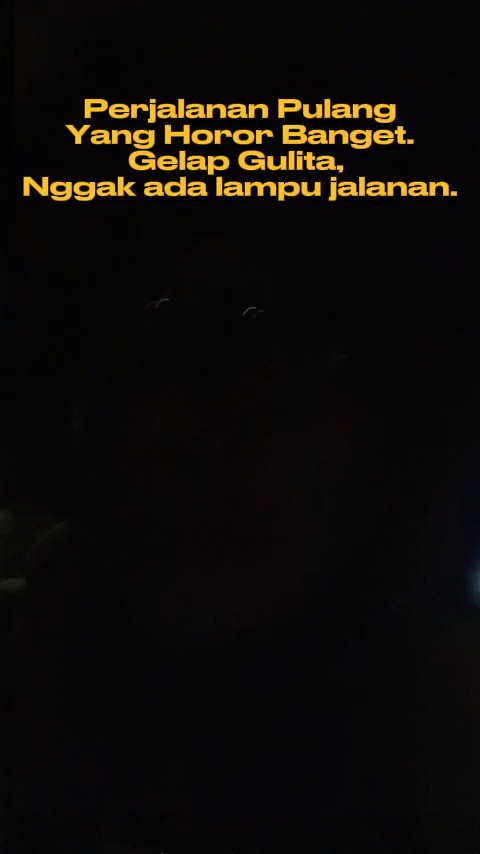 Perjalanan Pulang
Yang Horor Banget.
Gelap Gulita,
Nggak ada lampu jalanan.